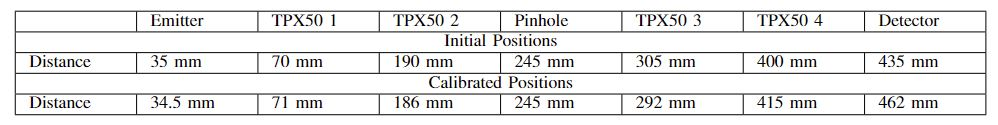 Emitter TPX50 1 TPX50 2 Pinhole TPX50 3 TPX50 4 Detector
Initial Positions
Distance 35 mm 70 mm 190 mm 245 mm 305 mm 400 mm 435 mm
Calibrated Positions
Distance 34.5 mm 71 mm 186 mm 245 mm 292 mm 415 mm 462 mm